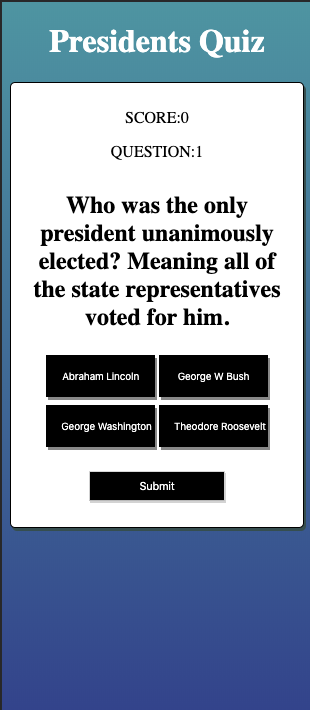 Presidents Quiz
SCORE:0
QUESTION:1
Who was the only
president unanimously
elected? Meaning all of
the state representatives
voted for him.
Abraham Lincoln
George W Bush
George Washington
Theodore Roosevelt
Submit